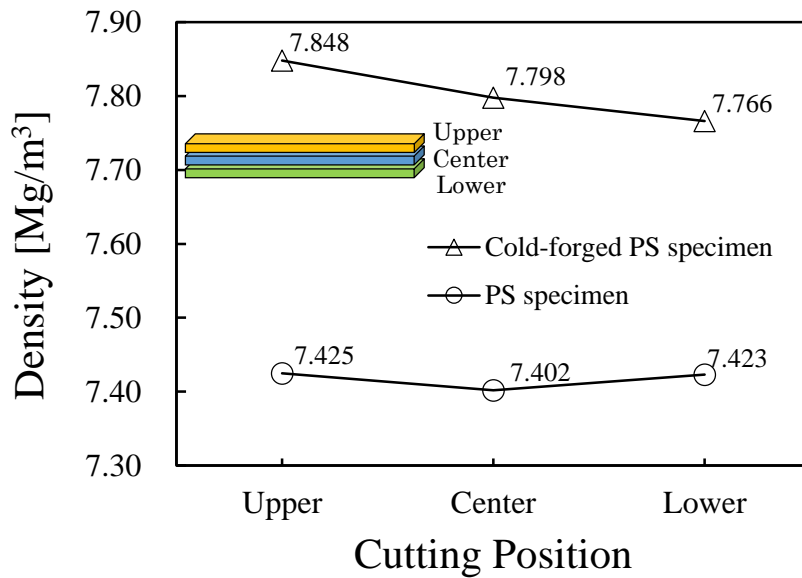 7.90
7.848
7.798
7.766
7.80
Upper
Center
Lower
7.70
Density [Mg/m³]
Cold-forged PS specimen
7.60
PS specimen
7.50
7.425
7.402
7.423
7.40
7.30
Upper Center Lower
Cutting Position